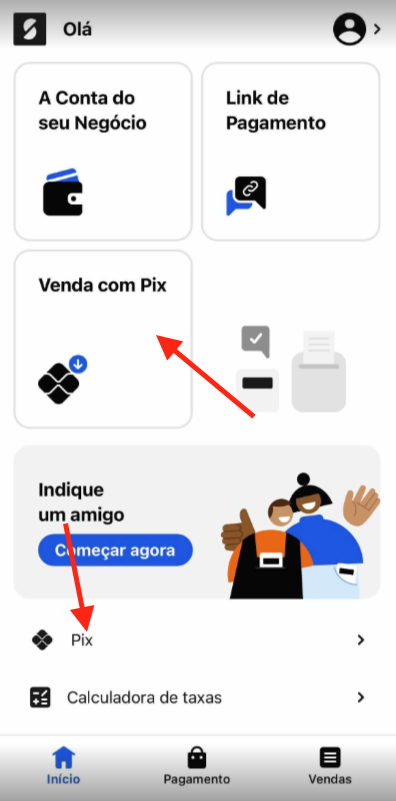 Olá
A Conta do
seu Negócio
Link de
Pagamento
Venda com Pix
Indique
um amigo
Começar agora
Pix
Calculadora de taxas
Início
Pagamento
Vendas